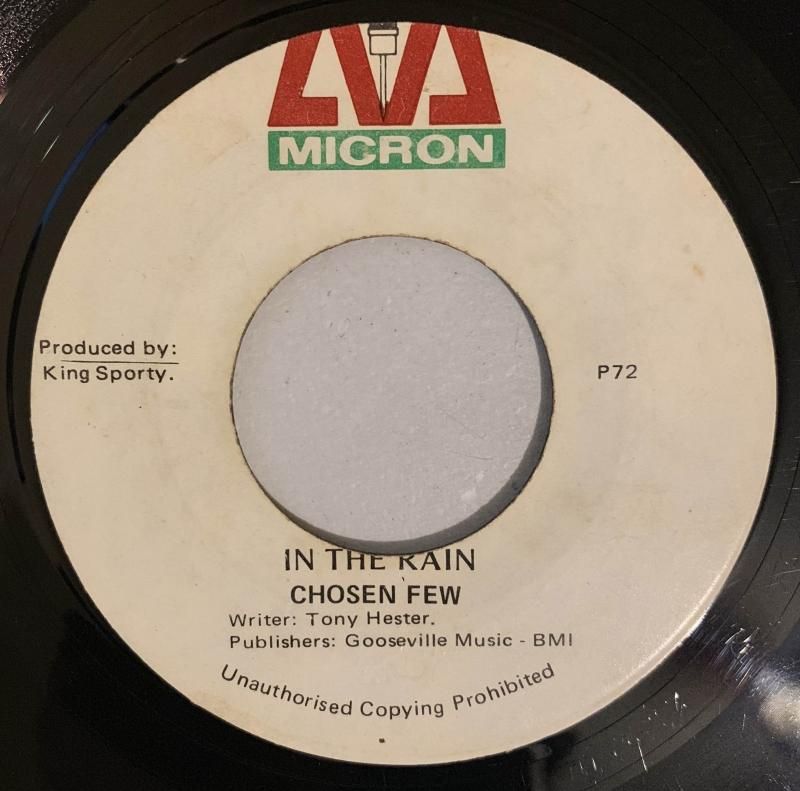 MICRON
Produced by:
King Sporty.
P72
IN THE RAIN
CHOSEN FEW
Writer: Tony Hester.
Publishers: Gooseville Music - BMI
Unauthorised Copying Prohibited